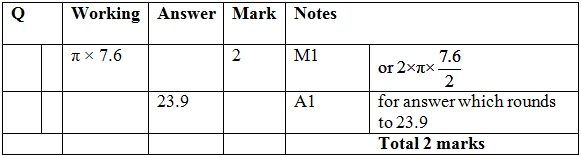 Q Working Answer Mark Notes
π × 7.6 2 M1 or 2×π×7.6/2
23.9 A1 for answer which rounds
to 23.9
Total 2 marks